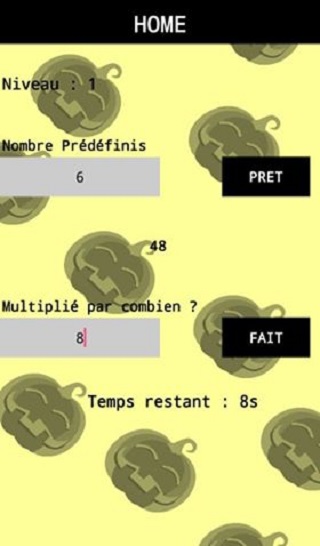 HOME
Niveau : 1
Nombre Prédéfinis
6
PRET
48
Multiplié par combien ?
8
FAIT
Temps restant : 8s